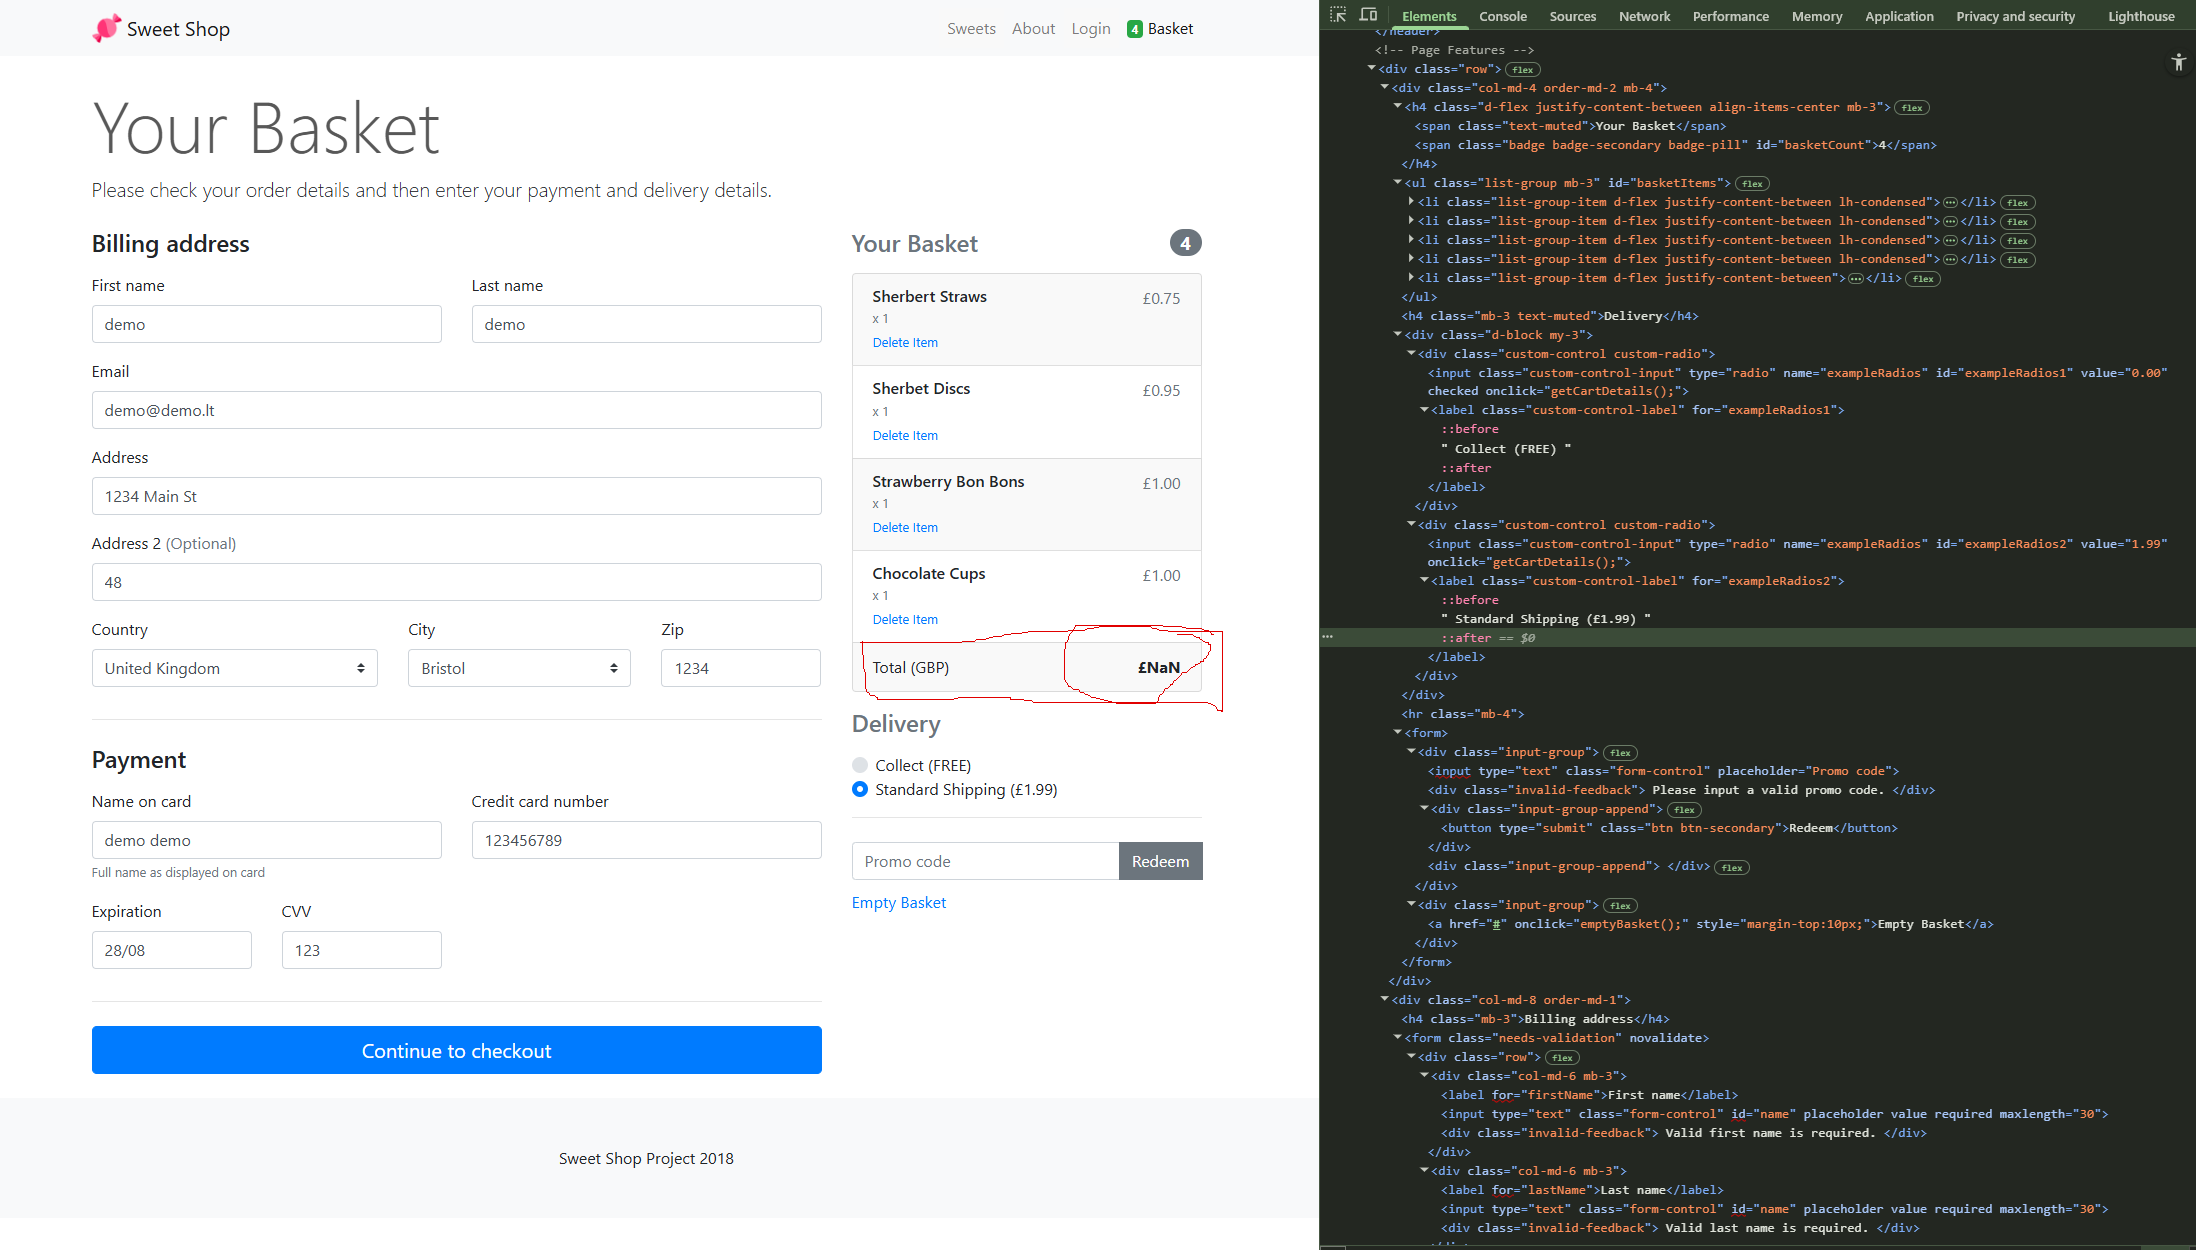 Sweet Shop
Sweets About Login 4 Basket
Your Basket
Please check your order details and then enter your payment and delivery details.
Billing address
First name Last name
demo demo
Email
demo@demo.lt
Address
1234 Main St
Address 2 (Optional)
48
Country City Zip
United Kingdom Bristol 1234
Payment
Name on card Credit card number
demo demo 123456789
Full name as displayed on card
Expiration CVV
28/08 123
Continue to checkout
Your Basket 4
Sherbert Straws £0.75
x 1
Delete Item
Sherbet Discs £0.95
x 1
Delete Item
Strawberry Bon Bons £1.00
x 1
Delete Item
Chocolate Cups £1.00
x 1
Delete Item
Total (GBP) £NaN
Delivery
Collect (FREE)
Standard Shipping (£1.99)
Promo code Redeem
Empty Basket
Sweet Shop Project 2018
Elements Console Sources Network Performance Memory Application Privacy and security Lighthouse
</header>
<!-- Page Features -->
<div class="row"> flex
<div class="col-md-4 order-md-2 mb-4">
<h4 class="d-flex justify-content-between align-items-center mb-3"> flex
<span class="text-muted">Your Basket</span>
<span class="badge badge-secondary badge-pill" id="basketCount">4</span>
</h4>
<ul class="list-group mb-3" id="basketItems"> flex
<li class="list-group-item d-flex justify-content-between lh-condensed">…</li> flex
<li class="list-group-item d-flex justify-content-between lh-condensed">…</li> flex
<li class="list-group-item d-flex justify-content-between lh-condensed">…</li> flex
<li class="list-group-item d-flex justify-content-between lh-condensed">…</li> flex
<li class="list-group-item d-flex justify-content-between">…</li> flex
</ul>
<h4 class="mb-3 text-muted">Delivery</h4>
<div class="d-block my-3">
<div class="custom-control custom-radio">
<input class="custom-control-input" type="radio" name="exampleRadios" id="exampleRadios1" value="0.00"
checked onclick="getCartDetails();">
<label class="custom-control-label" for="exampleRadios1">
::before
" Collect (FREE) "
::after
</label>
</div>
<div class="custom-control custom-radio">
<input class="custom-control-input" type="radio" name="exampleRadios" id="exampleRadios2" value="1.99"
onclick="getCartDetails();">
<label class="custom-control-label" for="exampleRadios2">
::before
" Standard Shipping (£1.99) "
… ::after == $0
</label>
</div>
</div>
<hr class="mb-4">
<form>
<div class="input-group"> flex
<input type="text" class="form-control" placeholder="Promo code">
<div class="invalid-feedback"> Please input a valid promo code. </div>
<div class="input-group-append"> flex
<button type="submit" class="btn btn-secondary">Redeem</button>
</div>
<div class="input-group-append"> </div> flex
</div>
<div class="input-group"> flex
<a href="#" onclick="emptyBasket();" style="margin-top:10px;">Empty Basket</a>
</div>
</form>
</div>
<div class="col-md-8 order-md-1">
<h4 class="mb-3">Billing address</h4>
<form class="needs-validation" novalidate>
<div class="row"> flex
<div class="col-md-6 mb-3">
<label for="firstName">First name</label>
<input type="text" class="form-control" id="name" placeholder value required maxlength="30">
<div class="invalid-feedback"> Valid first name is required. </div>
</div>
<div class="col-md-6 mb-3">
<label for="lastName">Last name</label>
<input type="text" class="form-control" id="name" placeholder value required maxlength="30">
<div class="invalid-feedback"> Valid last name is required. </div>